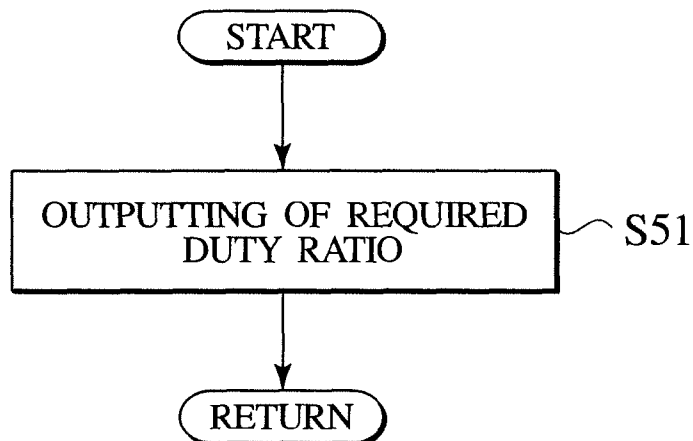 START
OUTPUTTING OF REQUIRED
DUTY RATIO
S51
RETURN